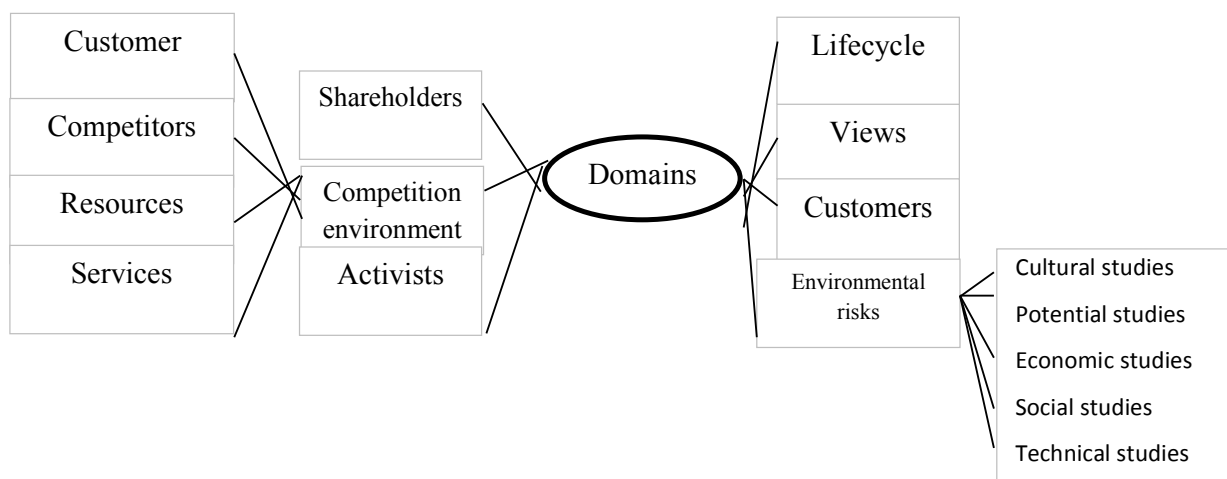 Customer
Competitors
Resources
Services
Shareholders
Competition
environment
Activists
Domains
Lifecycle
Views
Customers
Environmental
risks
Cultural studies
Potential studies
Economic studies
Social studies
Technical studies